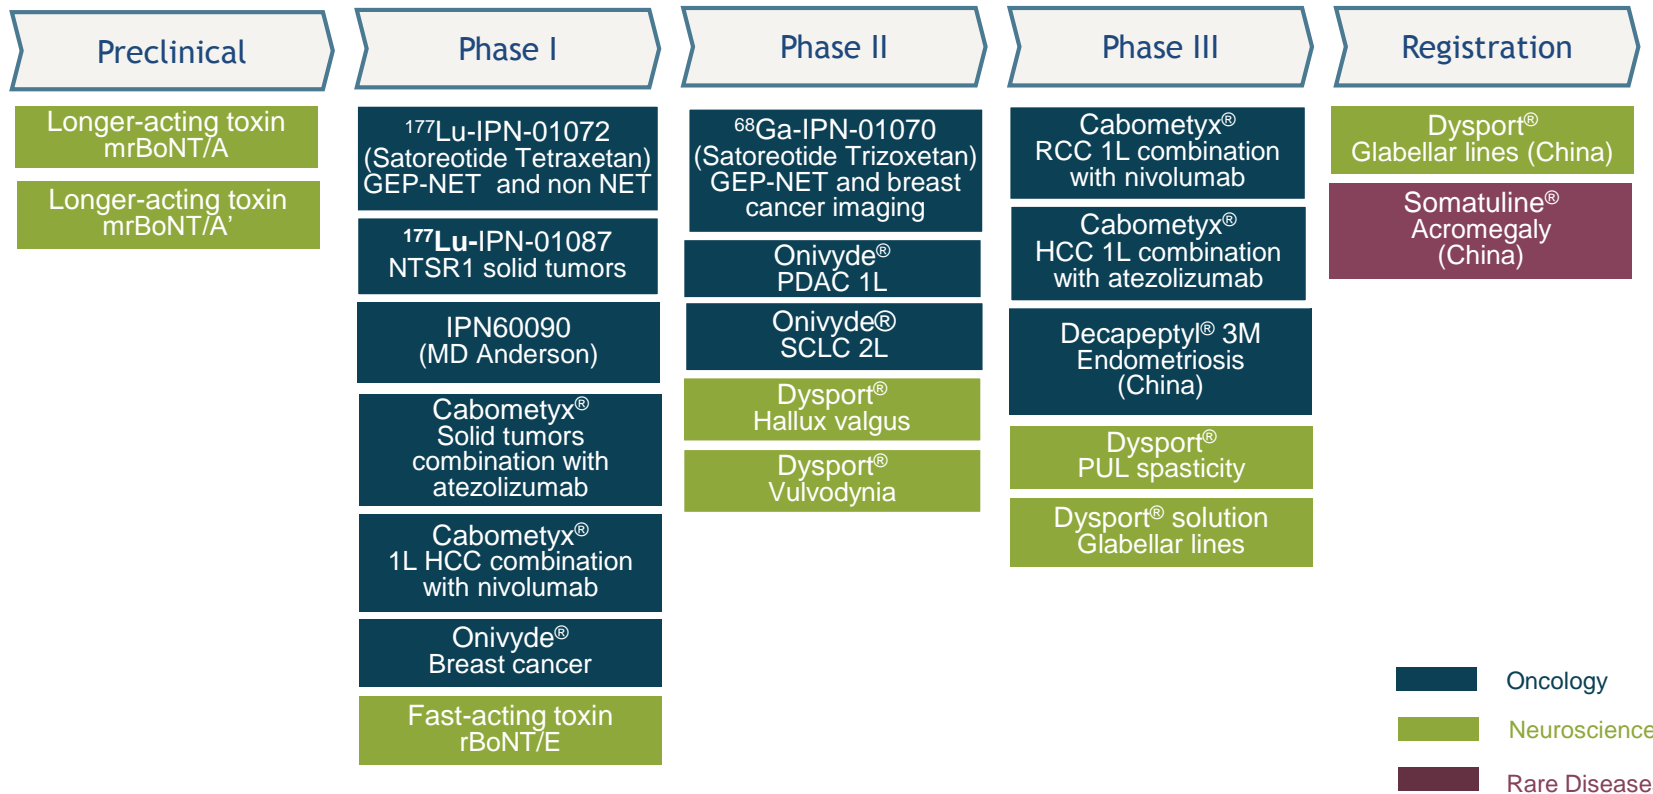 Preclinical
Longer-acting toxin
mrBoNT/A
Longer-acting toxin
mrBoNT/A’
Phase I
¹⁷⁷Lu-IPN-01072
(Satoreotide Tetraxetan)
GEP-NET and non NET
¹⁷⁷Lu-IPN-01087
NTSR1 solid tumors
IPN60090
(MD Anderson)
Cabometyx®
Solid tumors
combination with
atezolizumab
Cabometyx®
1L HCC combination
with nivolumab
Onivyde®
Breast cancer
Fast-acting toxin
rBoNT/E
Phase II
⁶⁸Ga-IPN-01070
(Satoreotide Trizoxetan)
GEP-NET and breast
cancer imaging
Onivyde®
PDAC 1L
Onivyde®
SCLC 2L
Dysport®
Hallux valgus
Dysport®
Vulvodynia
Phase III
Cabometyx®
RCC 1L combination
with nivolumab
Cabometyx®
HCC 1L combination
with atezolizumab
Decapeptyl® 3M
Endometriosis
(China)
Dysport®
PUL spasticity
Dysport® solution
Glabellar lines
Registration
Dysport®
Glabellar lines (China)
Somatuline®
Acromegaly
(China)
Oncology
Neuroscience
Rare Disease